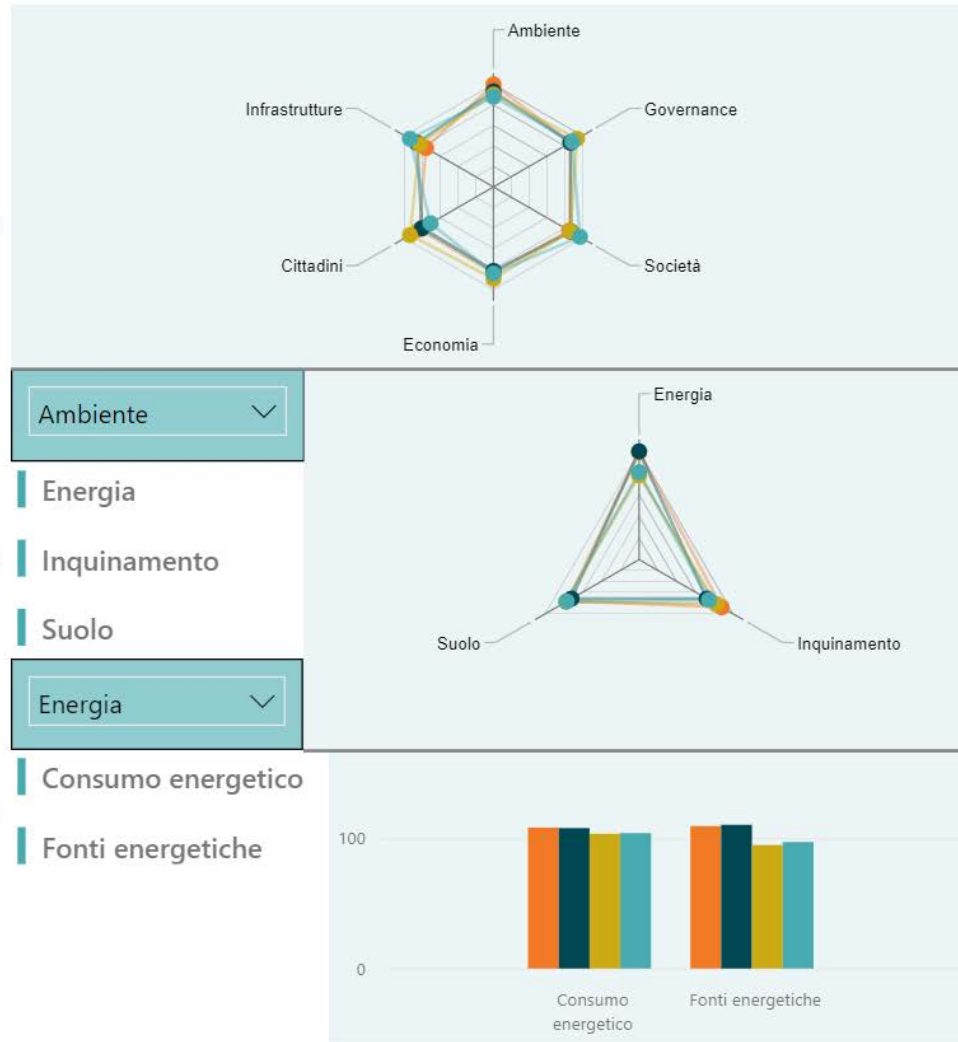 Ambiente
Infrastrutture
Governance
Cittadini
Società
Economia
Ambiente
Energia
Inquinamento
Suolo
Energia
Suolo
Inquinamento
Energia
Consumo energetico
Fonti energetiche
100
0
Consumo
energetico
Fonti energetiche